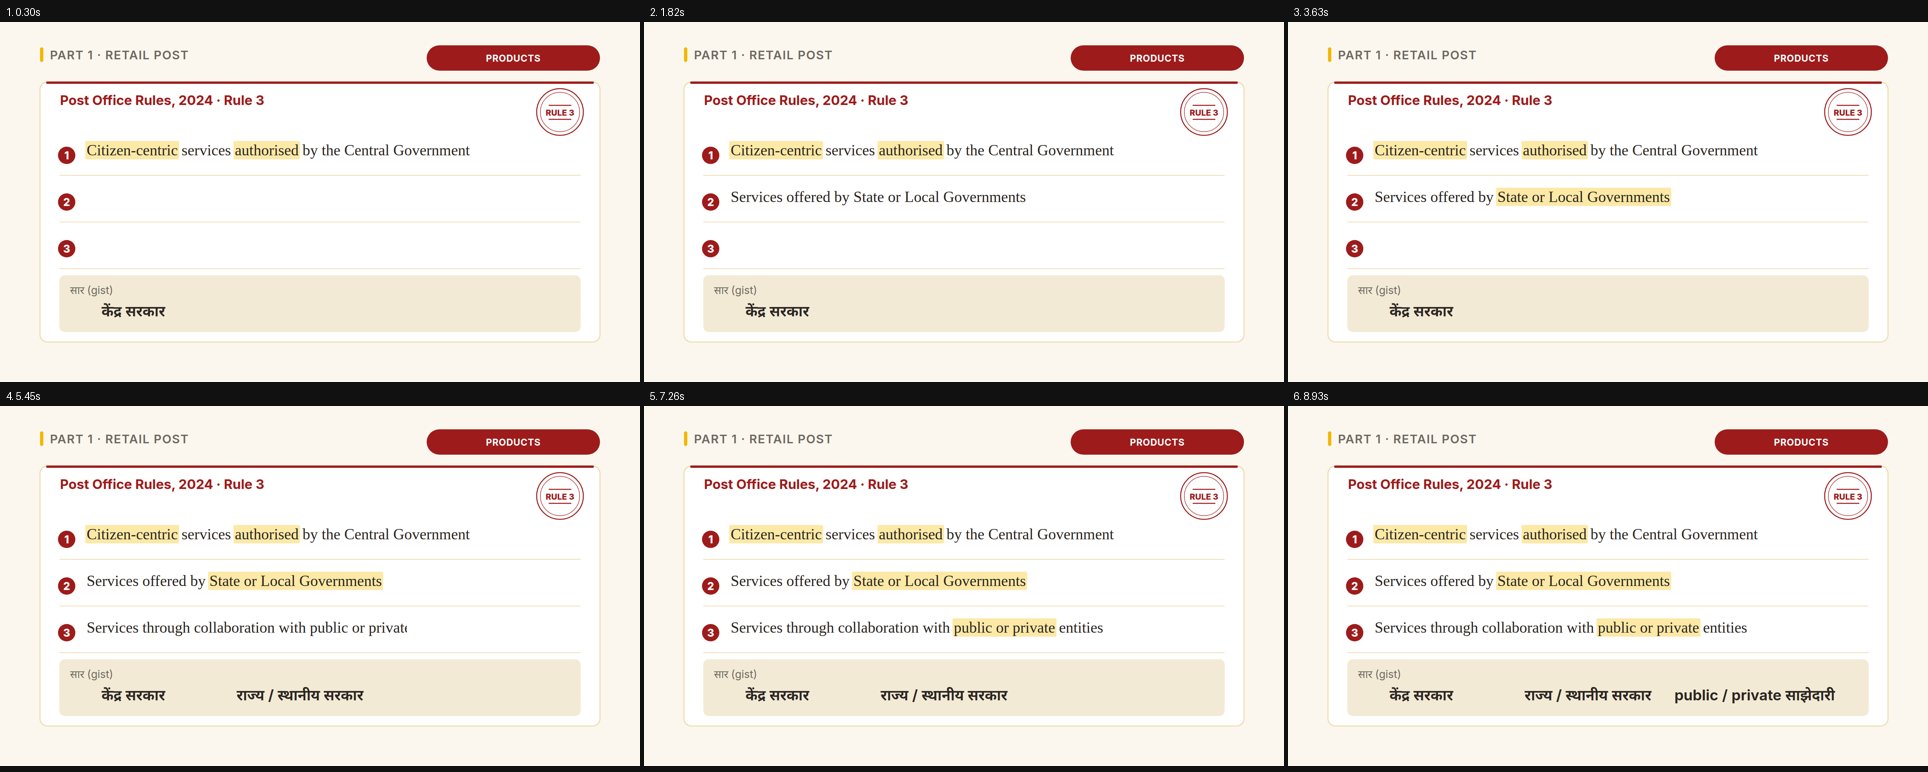 1. 0.30s
PART 1 · RETAIL POST
PRODUCTS
Post Office Rules, 2024 · Rule 3
RULE 3
1 Citizen-centric services authorised by the Central Government
2
3
सार (gist)
केंद्र सरकार
2. 1.82s
PART 1 · RETAIL POST
PRODUCTS
Post Office Rules, 2024 · Rule 3
RULE 3
1 Citizen-centric services authorised by the Central Government
2 Services offered by State or Local Governments
3
सार (gist)
केंद्र सरकार
3. 3.63s
PART 1 · RETAIL POST
PRODUCTS
Post Office Rules, 2024 · Rule 3
RULE 3
1 Citizen-centric services authorised by the Central Government
2 Services offered by State or Local Governments
3
सार (gist)
केंद्र सरकार
4. 5.45s
PART 1 · RETAIL POST
PRODUCTS
Post Office Rules, 2024 · Rule 3
RULE 3
1 Citizen-centric services authorised by the Central Government
2 Services offered by State or Local Governments
3 Services through collaboration with public or private
सार (gist)
केंद्र सरकार राज्य / स्थानीय सरकार
5. 7.26s
PART 1 · RETAIL POST
PRODUCTS
Post Office Rules, 2024 · Rule 3
RULE 3
1 Citizen-centric services authorised by the Central Government
2 Services offered by State or Local Governments
3 Services through collaboration with public or private entities
सार (gist)
केंद्र सरकार राज्य / स्थानीय सरकार
6. 8.93s
PART 1 · RETAIL POST
PRODUCTS
Post Office Rules, 2024 · Rule 3
RULE 3
1 Citizen-centric services authorised by the Central Government
2 Services offered by State or Local Governments
3 Services through collaboration with public or private entities
सार (gist)
केंद्र सरकार राज्य / स्थानीय सरकार public / private साझेदारी